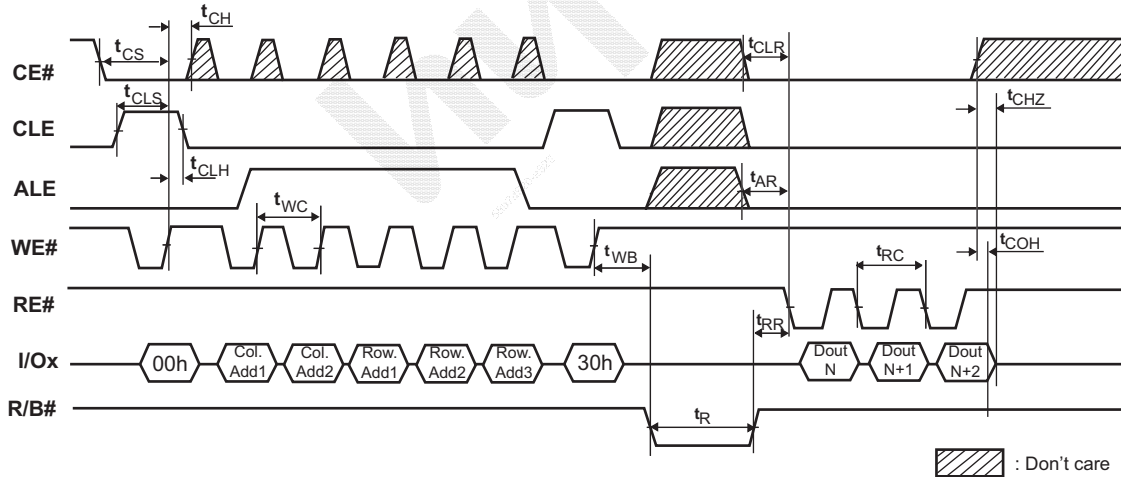 tCH
tCS
tCLR
CE#
tCLS
tCHZ
CLE
tCLH
tAR
ALE
tWC
WE#
tWB
tCOH
tRC
RE#
tRR
I/Ox
00h
Col. Add1
Col. Add2
Row. Add1
Row. Add2
Row. Add3
30h
Dout N
Dout N+1
Dout N+2
R/B#
tR
: Don't care